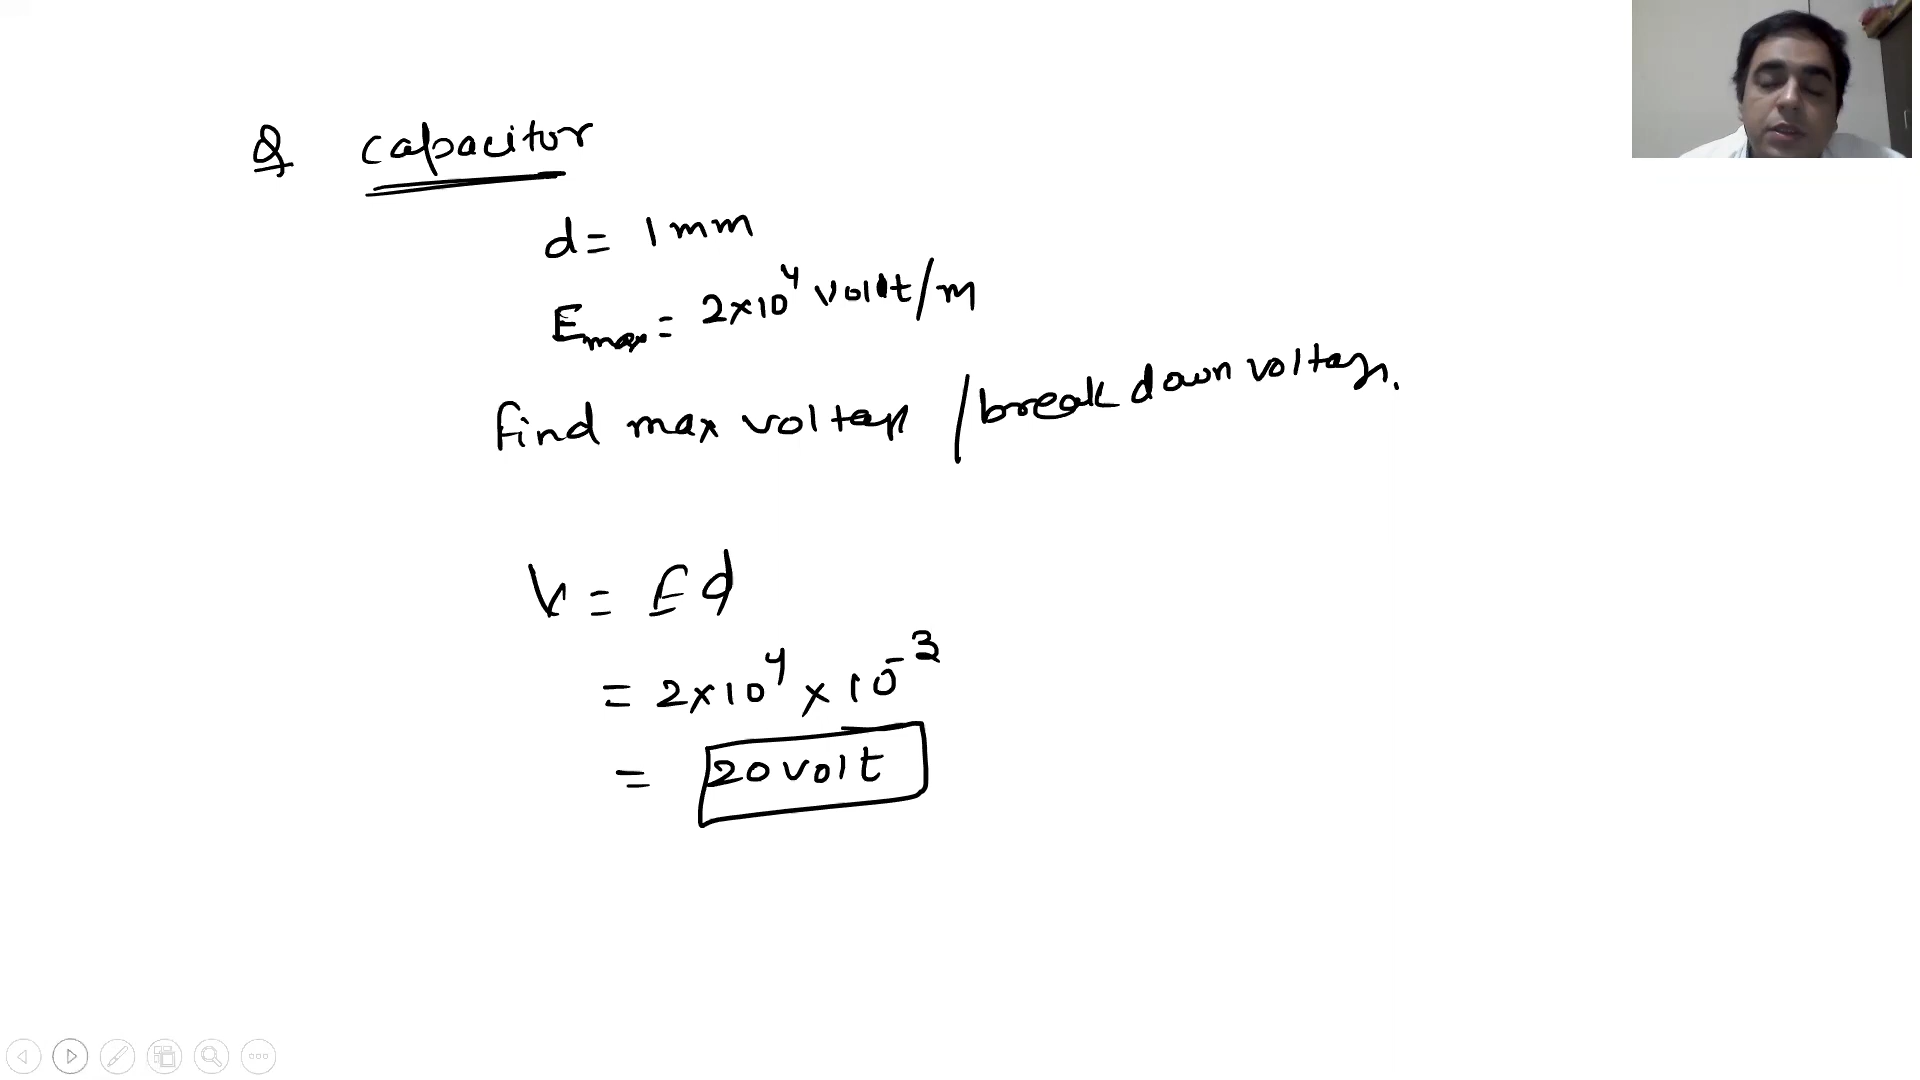 Q capacitor
d = 1mm
Emax = 2×10⁴ volt/m
Find max voltage / break down voltage.
V = Ed
= 2×10⁴ × 10⁻³
= 20 volt